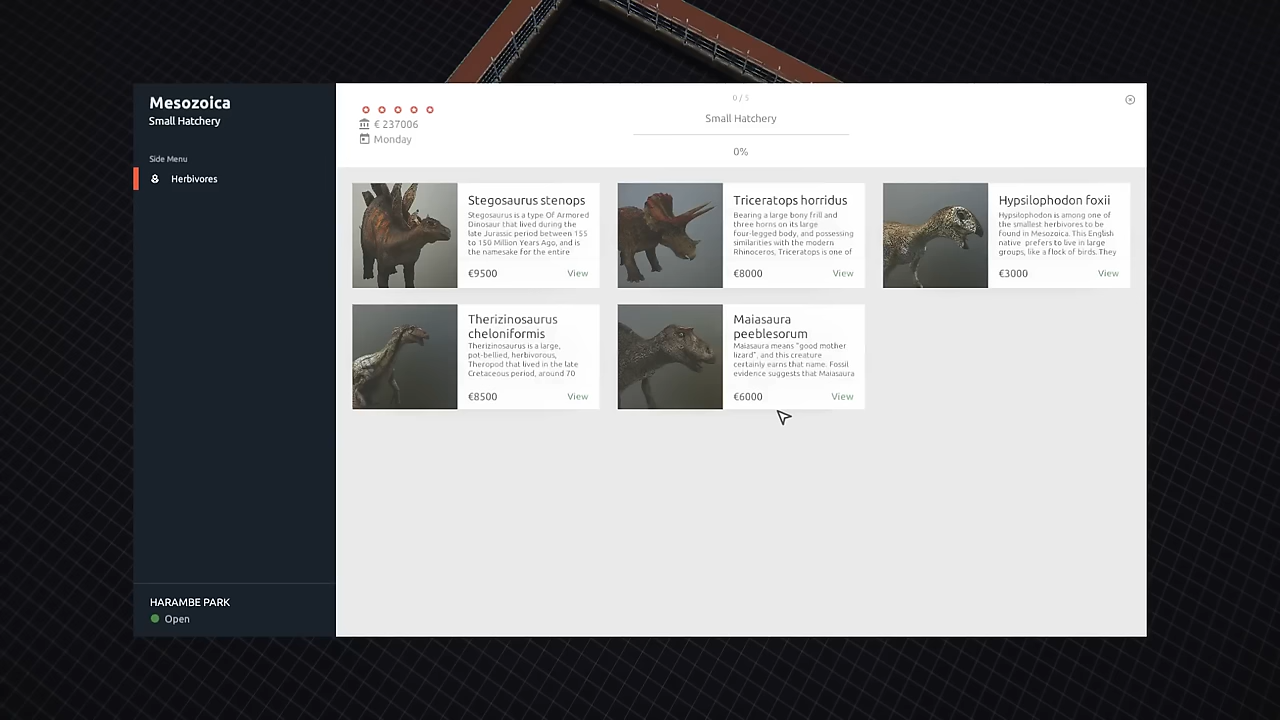 Mesozoica
Small Hatchery
Side Menu
Herbivores
HARAMBE PARK
Open
€ 237006
Monday
0 / 5
Small Hatchery
0%
Stegosaurus stenops
Stegosaurus is a type Of Armored
Dinosaur that lived during the
late Jurassic period between 155
to 150 Million Years Ago, and is
the namesake for the entire
€9500
View
Triceratops horridus
Bearing a large bony frill and
three horns on its large
four-legged body, and possessing
similarities with the modern
Rhinoceros, Triceratops is one of
€8000
View
Hypsilophodon foxii
Hypsilophodon is among one of
the smallest herbivores to be
found in Mesozoica. This English
native prefers to live in large
groups, like a flock of birds. They
€3000
View
Therizinosaurus
cheloniformis
Therizinosaurus is a large,
pot-bellied, herbivorous,
Theropod that lived in the late
Cretaceous period, around 70
€8500
View
Maiasaura
peeblesorum
Maiasaura means "good mother
lizard", and this creature
certainly earns that name. Fossil
evidence suggests that Maiasaura
€6000
View